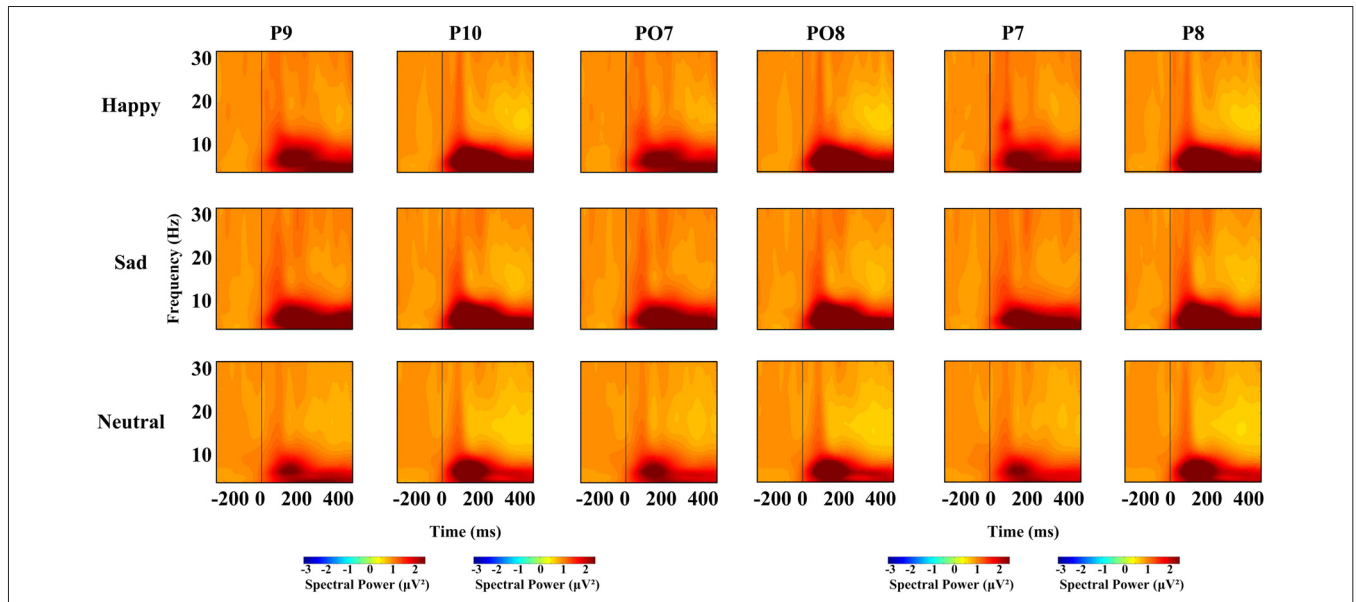 P9 P10 PO7 PO8 P7 P8
Happy
30
20
10
Sad
Frequency (Hz)
30
20
10
Neutral
30
20
10
-200 0 200 400 -200 0 200 400 -200 0 200 400 -200 0 200 400 -200 0 200 400 -200 0 200 400
Time (ms) Time (ms)
-3 -2 -1 0 1 2 -3 -2 -1 0 1 2 -3 -2 -1 0 1 2 -3 -2 -1 0 1 2
Spectral Power (µV²) Spectral Power (µV²) Spectral Power (µV²) Spectral Power (µV²)